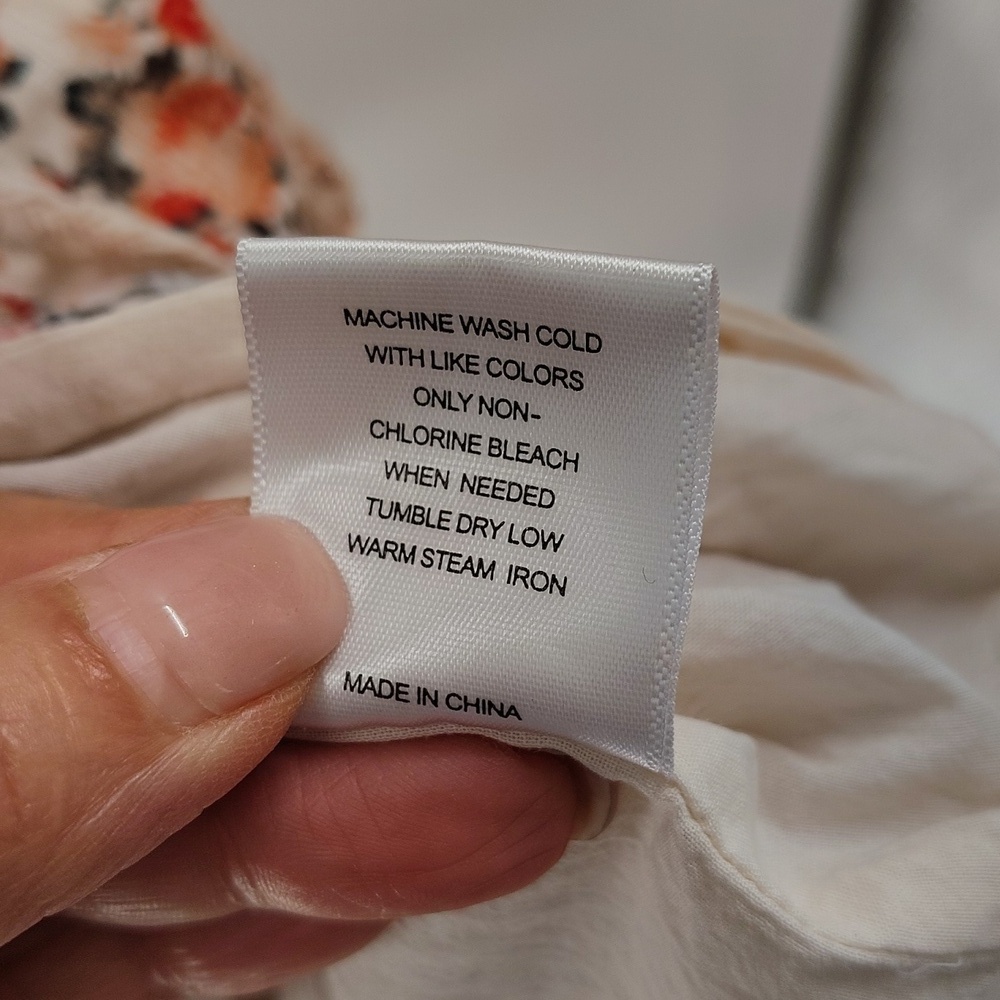 MACHINE WASH COLD
WITH LIKE COLORS
ONLY NON-
CHLORINE BLEACH
WHEN NEEDED
TUMBLE DRY LOW
WARM STEAM IRON
MADE IN CHINA